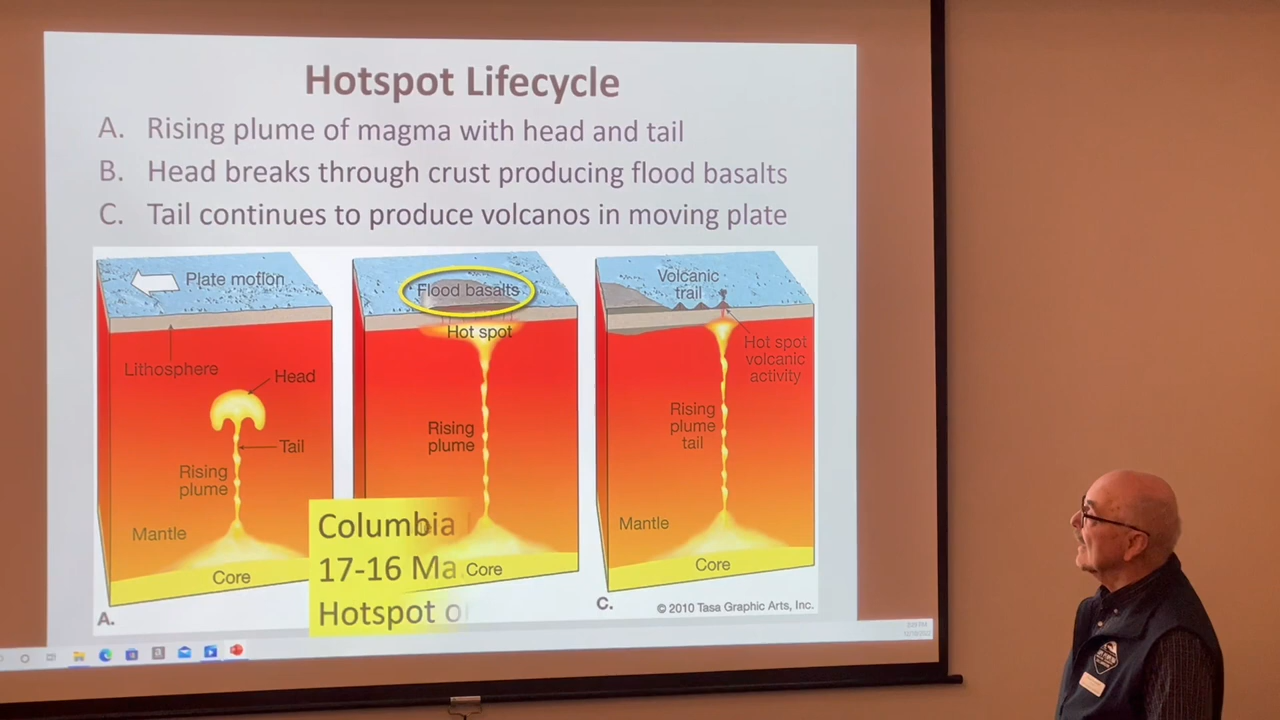 Hotspot Lifecycle
A. Rising plume of magma with head and tail
B. Head breaks through crust producing flood basalts
C. Tail continues to produce volcanos in moving plate
Plate motion
Lithosphere
Head
Tail
Rising
plume
Mantle
Core
A.
Flood basalts
Hot spot
Rising
plume
Core
Columbia
17-16 Ma
Hotspot o
Volcanic
trail
Hot spot
volcanic
activity
Rising
plume
tail
Mantle
Core
C.
© 2010 Tasa Graphic Arts, Inc.